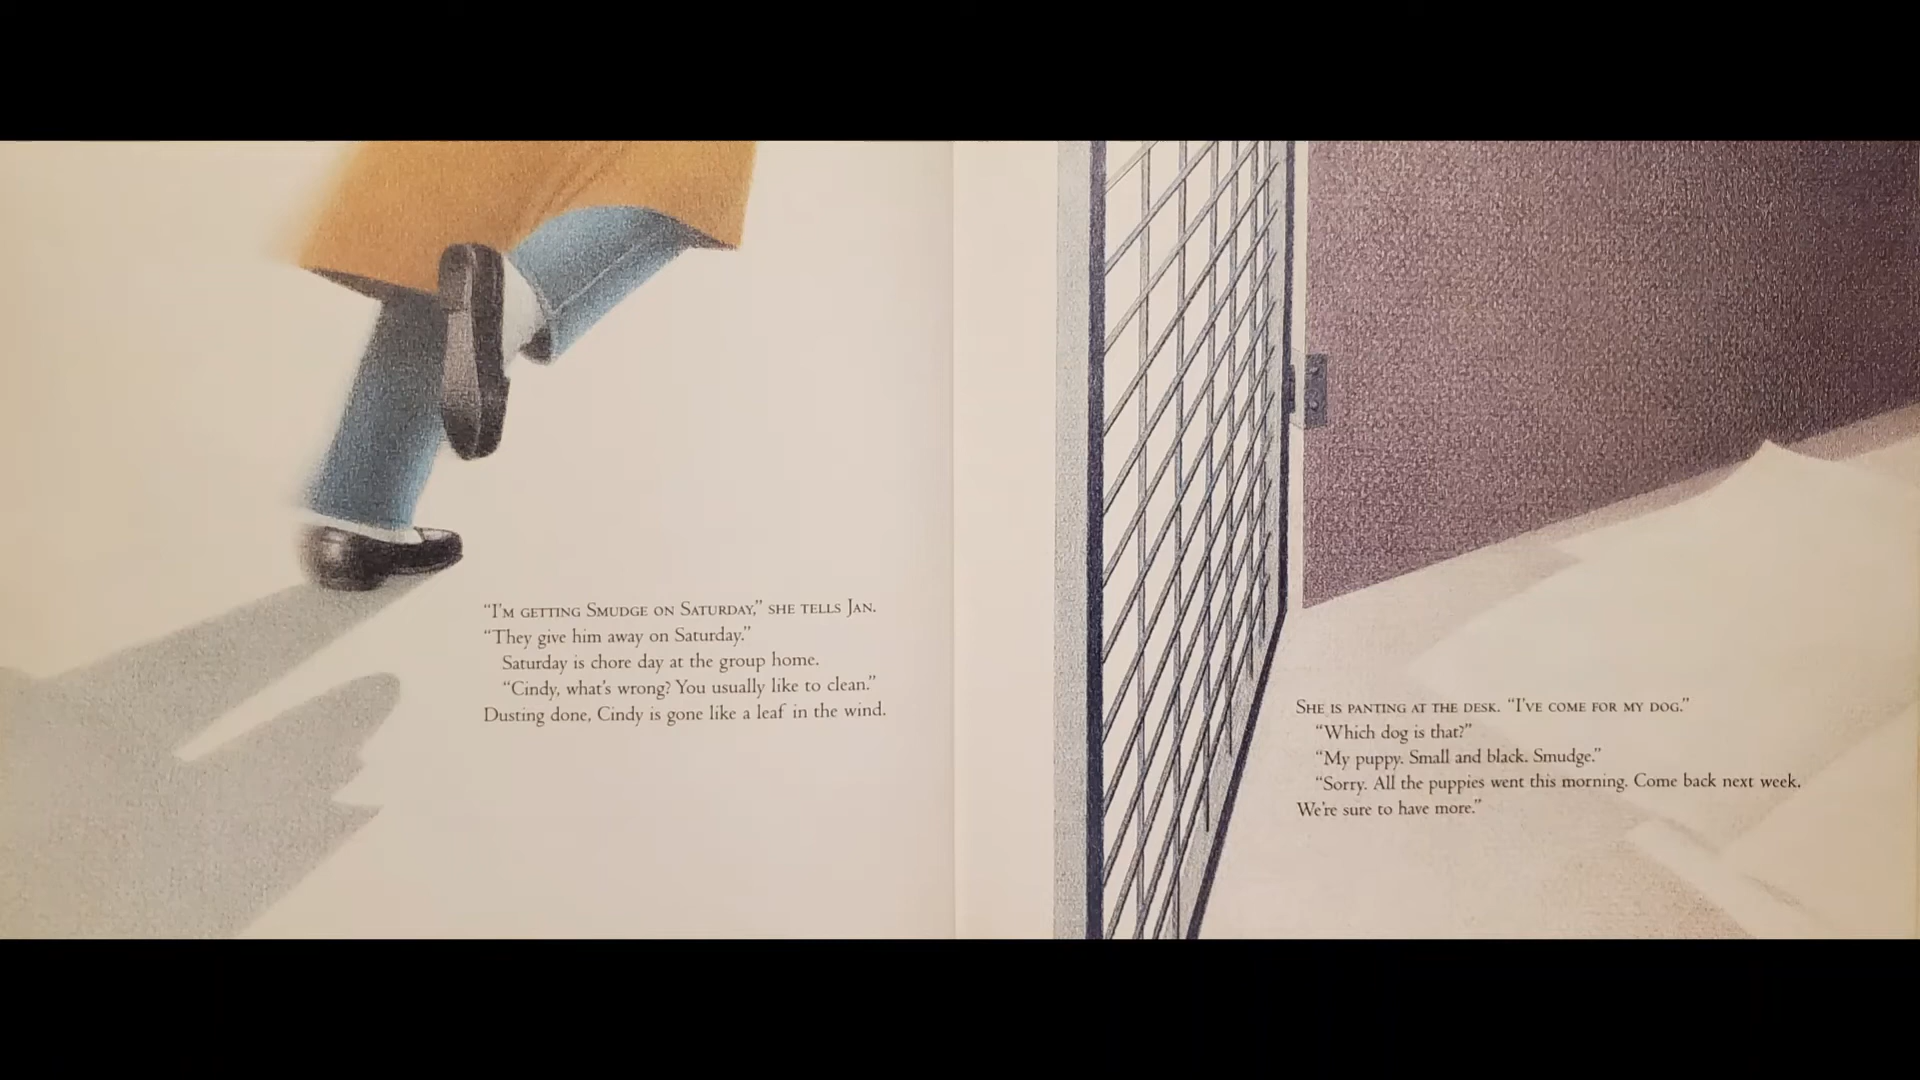 “I’M GETTING SMUDGE ON SATURDAY,” SHE TELLS JAN.
“They give him away on Saturday.”
Saturday is chore day at the group home.
“Cindy, what’s wrong? You usually like to clean.”
Dusting done, Cindy is gone like a leaf in the wind.
SHE IS PANTING AT THE DESK. “I’VE COME FOR MY DOG.”
“Which dog is that?”
“My puppy. Small and black. Smudge.”
“Sorry. All the puppies went this morning. Come back next week.
We’re sure to have more.”